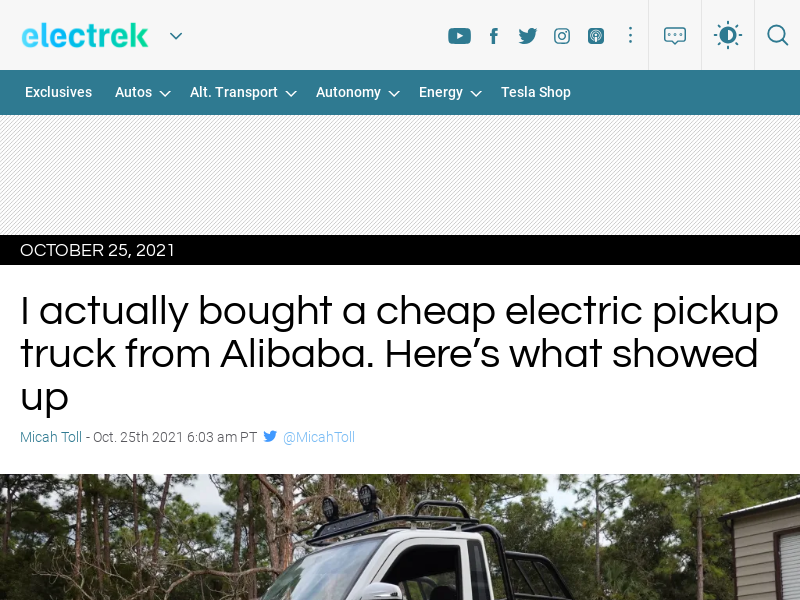 electrek
Exclusives Autos Alt. Transport Autonomy Energy Tesla Shop
OCTOBER 25, 2021
I actually bought a cheap electric pickup
truck from Alibaba. Here’s what showed
up
Micah Toll - Oct. 25th 2021 6:03 am PT @MicahToll